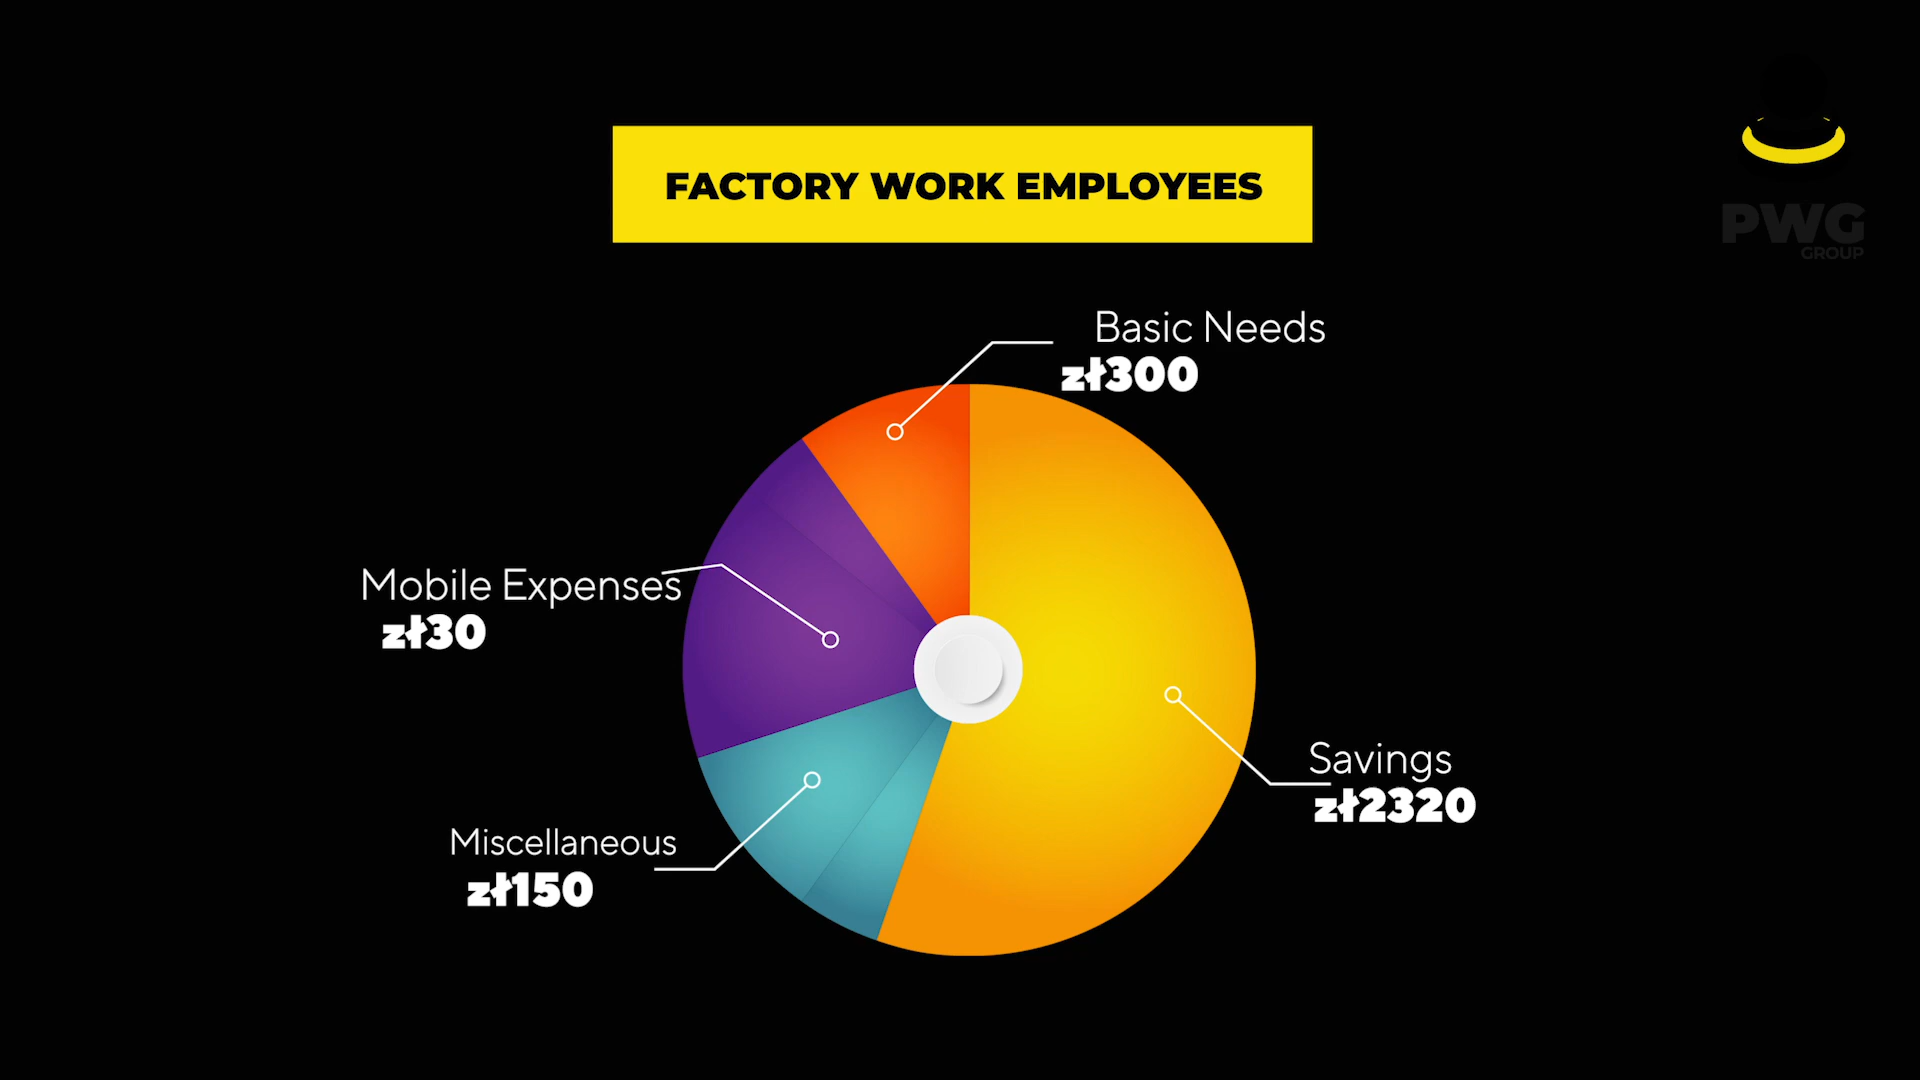 FACTORY WORK EMPLOYEES
PWG
GROUP
Basic Needs
zł300
Mobile Expenses
zł30
Savings
zł2320
Miscellaneous
zł150